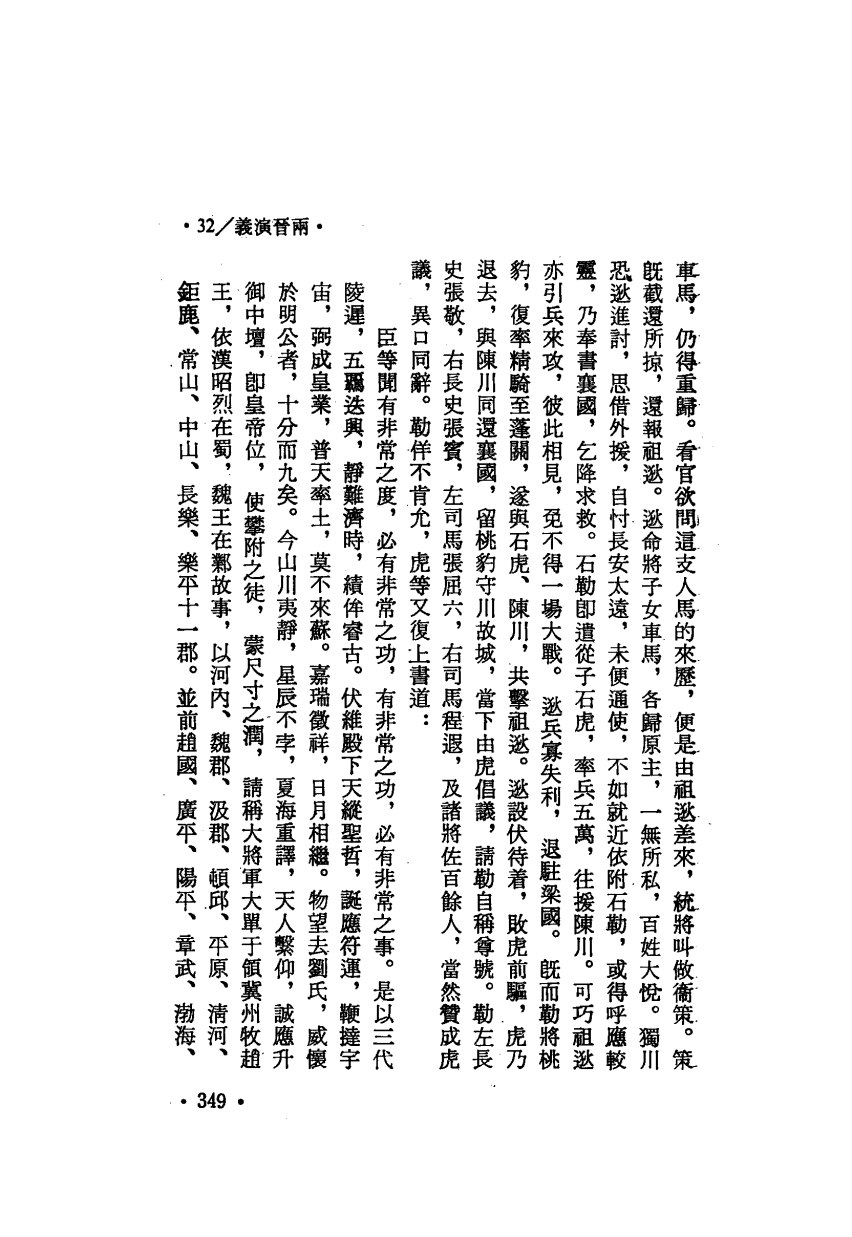 ·32／義演晉兩·
車馬，仍得重歸。看官欲問這支人馬的來歷，便是由祖逖差來，統將叫做衞策。策
既截還所掠，還報祖逖。逖命將子女車馬，各歸原主，一無所私，百姓大悅。獨川
恐逖進討，思借外援，自忖長安太遠，未便通使，不如就近依附石勒，或得呼應較
靈，乃奉書襄國，乞降求救。石勒卽遣從子石虎，率兵五萬，往援陳川。可巧祖逖
亦引兵來攻，彼此相見，免不得一場大戰。逖兵寡失利，退駐梁國。既而勒將桃
豹，復率精騎至蓬關，遂與石虎、陳川，共擊祖逖。逖設伏待着，敗虎前驅，虎乃
退去，與陳川同還襄國，留桃豹守川故城，當下由虎倡議，請勒自稱尊號。勒左長
史張敬，右長史張賓，左司馬張屈六，右司馬程遐，及諸將佐百餘人，當然贊成虎
議，異口同辭。勒佯不肯允，虎等又復上書道：
臣等聞有非常之度，必有非常之功，有非常之功，必有非常之事。是以三代
陵遲，五霸迭興，靜難濟時，績侔睿古。伏維殿下天縱聖哲，誕應符運，鞭撻宇
宙，弼成皇業，普天率土，莫不來蘇。嘉瑞徵祥，日月相繼。物望去劉氏，威懷
於明公者，十分而九矣。今山川夷靜，星辰不孛，夏海重譯，天人繫仰，誠應升
御中壇，卽皇帝位，使攀附之徒，蒙尺寸之潤，請稱大將軍大單于領冀州牧趙
王，依漢昭烈在蜀，魏王在鄴故事，以河內、魏郡、汲郡、頓邱、平原、清河、
鉅鹿、常山、中山、長樂、樂平十一郡。並前趙國、廣平、陽平、章武、渤海、
·349·